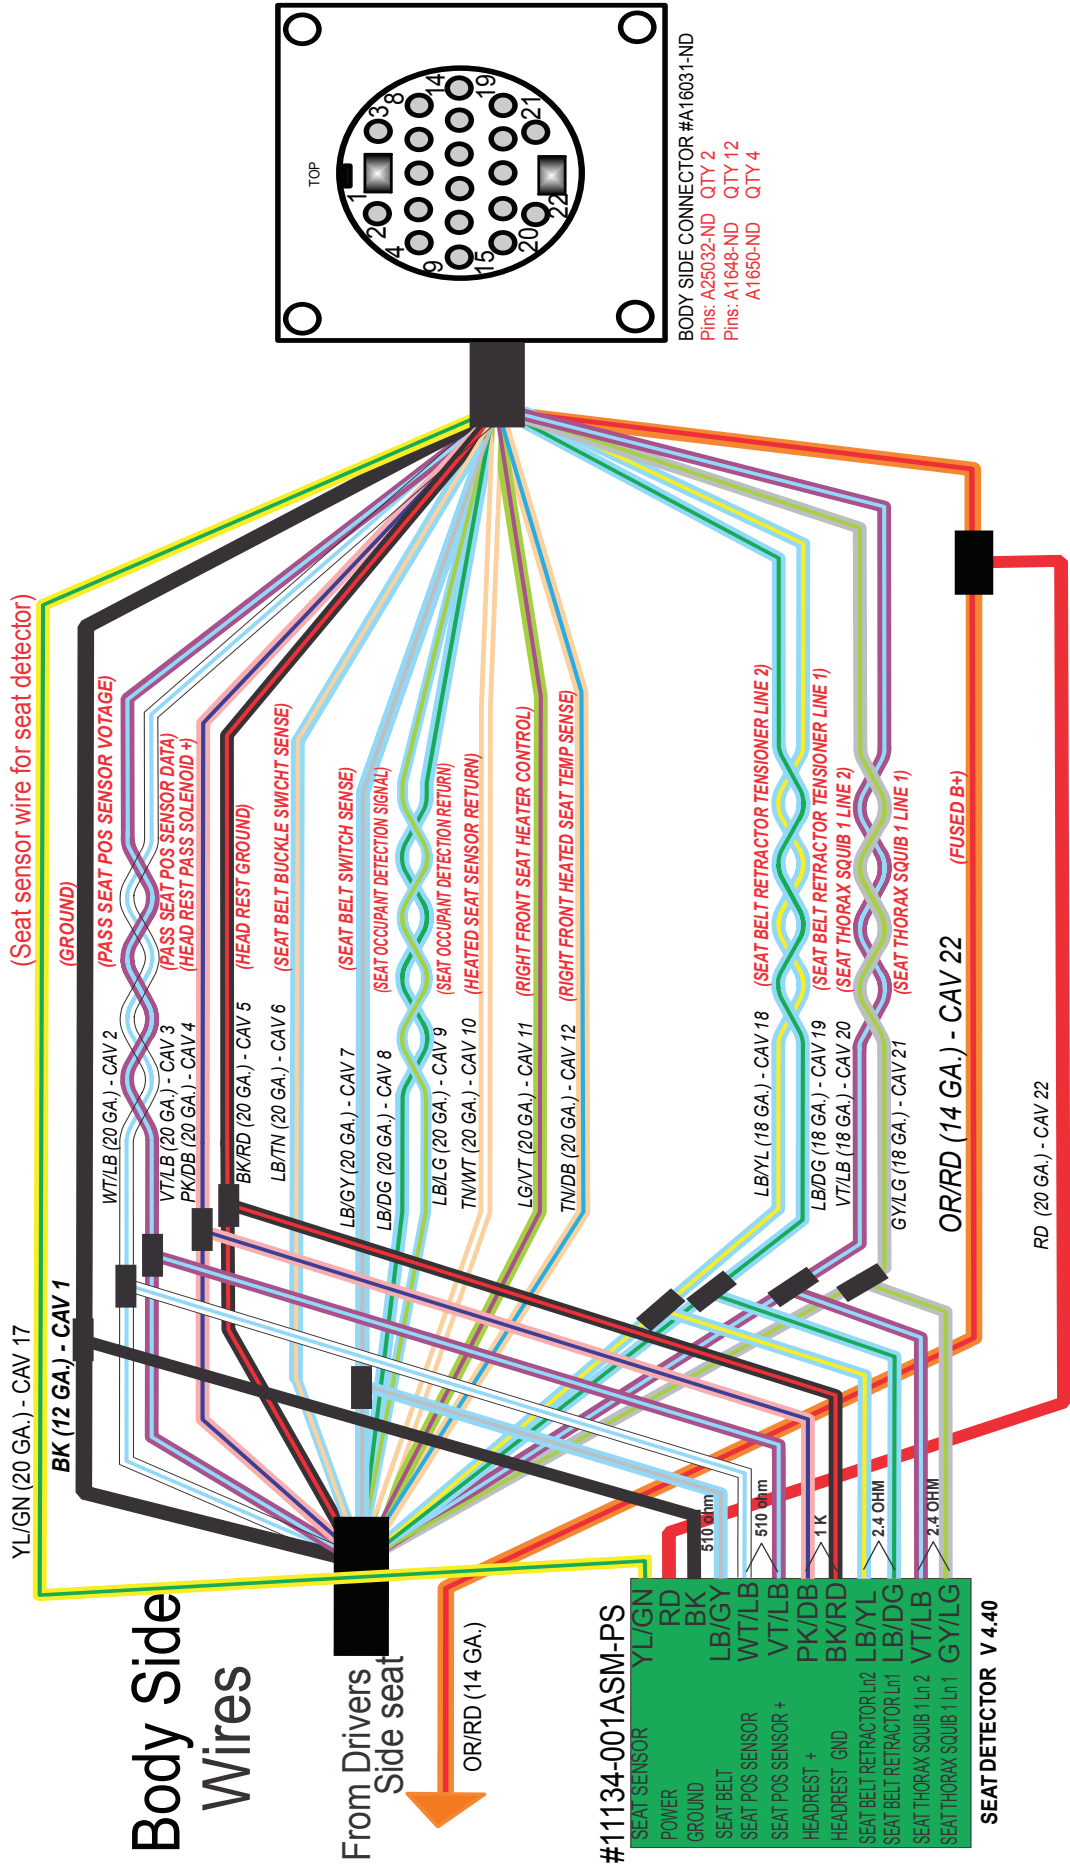 (Seat sensor wire for seat detector)
YL/GN (20 GA.) - CAV 17
(GROUND)
BK (12 GA.) - CAV 1
(PASS SEAT POS SENSOR VOTAGE)
WT/LB (20 GA.) - CAV 2
(PASS SEAT POS SENSOR DATA)
VT/LB (20 GA.) - CAV 3
(HEAD REST PASS SOLENOID +)
PK/DB (20 GA.) - CAV 4
(HEAD REST GROUND)
BK/RD (20 GA.) - CAV 5
(SEAT BELT BUCKLE SWICHT SENSE)
LB/TN (20 GA.) - CAV 6
(SEAT BELT SWITCH SENSE)
LB/GY (20 GA.) - CAV 7
(SEAT OCCUPANT DETECTION SIGNAL)
LB/DG (20 GA.) - CAV 8
(SEAT OCCUPANT DETECTION RETURN)
LB/LG (20 GA.) - CAV 9
(HEATED SEAT SENSOR RETURN)
TN/WT (20 GA.) - CAV 10
(RIGHT FRONT SEAT HEATER CONTROL)
LG/VT (20 GA.) - CAV 11
(RIGHT FRONT HEATED SEAT TEMP SENSE)
TN/DB (20 GA.) - CAV 12
(SEAT BELT RETRACTOR TENSIONER LINE 2)
LB/YL (18 GA.) - CAV 18
(SEAT BELT RETRACTOR TENSIONER LINE 1)
LB/DG (18 GA.) - CAV 19
(SEAT THORAX SQUIB 1 LINE 2)
VT/LB (18 GA.) - CAV 20
(SEAT THORAX SQUIB 1 LINE 1)
GY/LG (18 GA.) - CAV 21
(FUSED B+)
OR/RD (14 GA.) - CAV 22
RD (20 GA.) - CAV 22
TOP
1
2
3
4
8
9
14
15
19
20
21
22
BODY SIDE CONNECTOR #A16031-ND
Pins: A25032-ND QTY 2
Pins: A1648-ND QTY 12
A1650-ND QTY 4
Body Side
Wires
From Drivers
Side seat
OR/RD (14 GA.)
#11134-001ASM-PS
SEAT SENSOR YL/GN
POWER RD
GROUND BK
SEAT BELT LB/GY
510 ohm
SEAT POS SENSOR WT/LB
510 ohm
SEAT POS SENSOR + VT/LB
HEADREST + PK/DB
1 K
HEADREST GND BK/RD
SEAT BELT RETRACTOR Ln2 LB/YL
2.4 OHM
SEAT BELT RETRACTOR Ln1 LB/DG
SEAT THORAX SQUIB 1 Ln 2 VT/LB
2.4 OHM
SEAT THORAX SQUIB 1 Ln 1 GY/LG
SEAT DETECTOR V 4.40